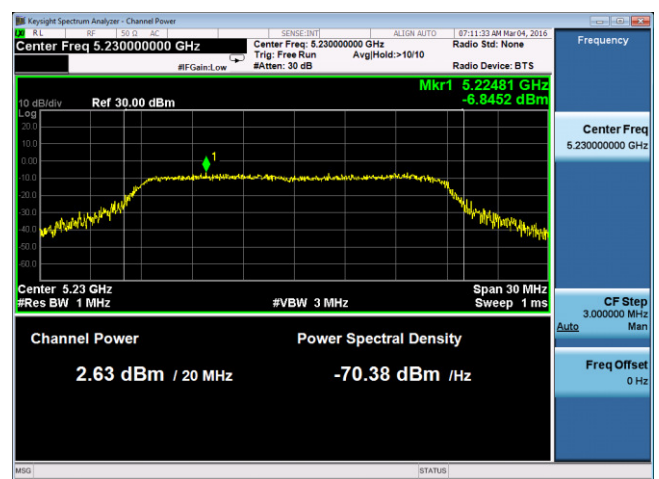 Keysight Spectrum Analyzer - Channel Power
RL RF 50 Ω AC SENSE:INT ALIGN AUTO 07:11:33 AM Mar 04, 2016
Center Freq 5.230000000 GHz
Center Freq: 5.230000000 GHz Radio Std: None
Trig: Free Run Avg|Hold:>10/10
#IFGain:Low #Atten: 30 dB Radio Device: BTS
Frequency
Mkr1 5.22481 GHz
10 dB/div Ref 30.00 dBm -6.8452 dBm
Log
20.0
10.0
1
0.00
-10.0
-20.0
-30.0
-40.0
-50.0
-60.0
Center Freq
5.230000000 GHz
Center 5.23 GHz Span 30 MHz
#Res BW 1 MHz #VBW 3 MHz Sweep 1 ms
CF Step
3.000000 MHz
Auto Man
Channel Power Power Spectral Density
2.63 dBm / 20 MHz -70.38 dBm /Hz
Freq Offset
0 Hz
MSG STATUS